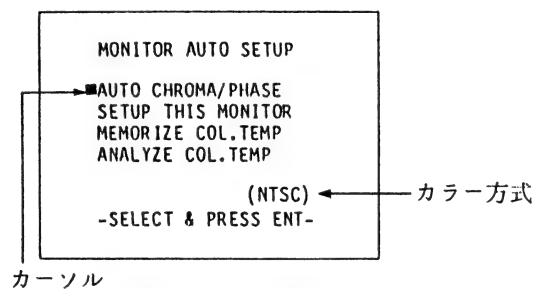 MONITOR AUTO SETUP
■AUTO CHROMA/PHASE
SETUP THIS MONITOR
MEMORIZE COL.TEMP
ANALYZE COL.TEMP
(NTSC)
カラー方式
-SELECT & PRESS ENT-
カーソル